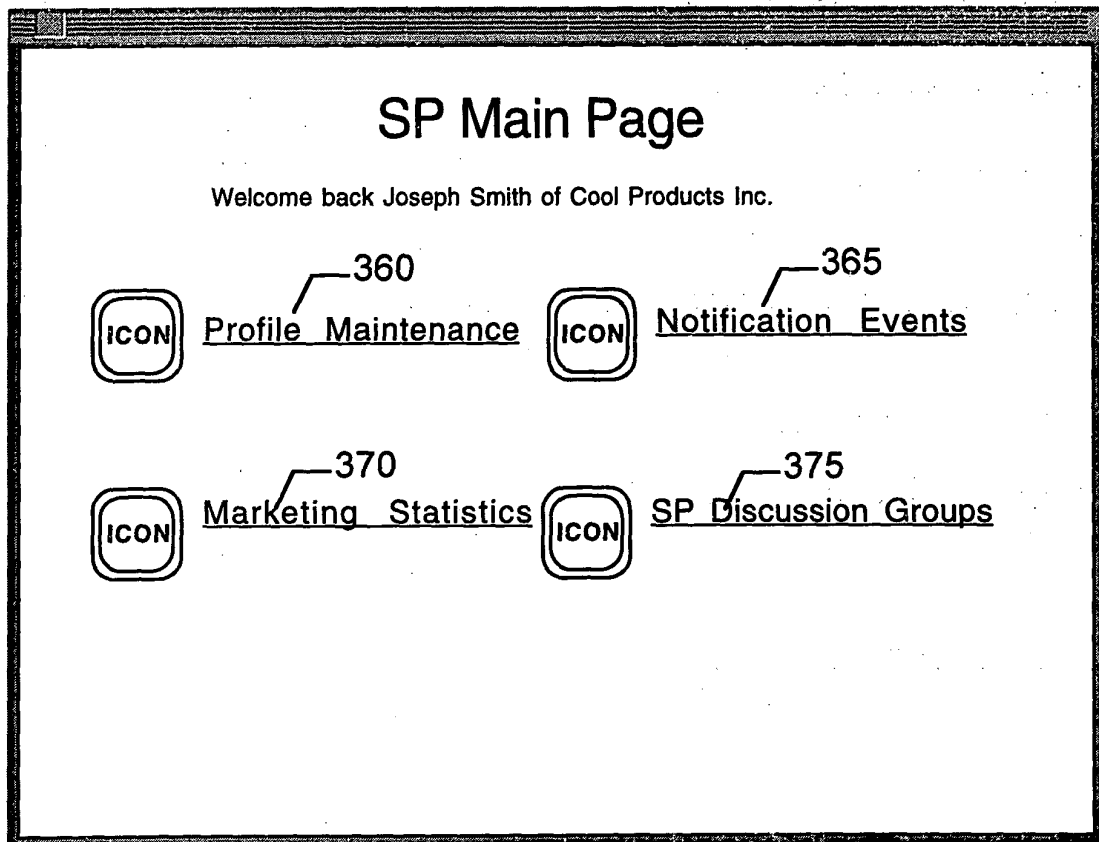 SP Main Page
Welcome back Joseph Smith of Cool Products Inc.
360
365
ICON Profile Maintenance
ICON Notification Events
370
375
ICON Marketing Statistics
ICON SP Discussion Groups